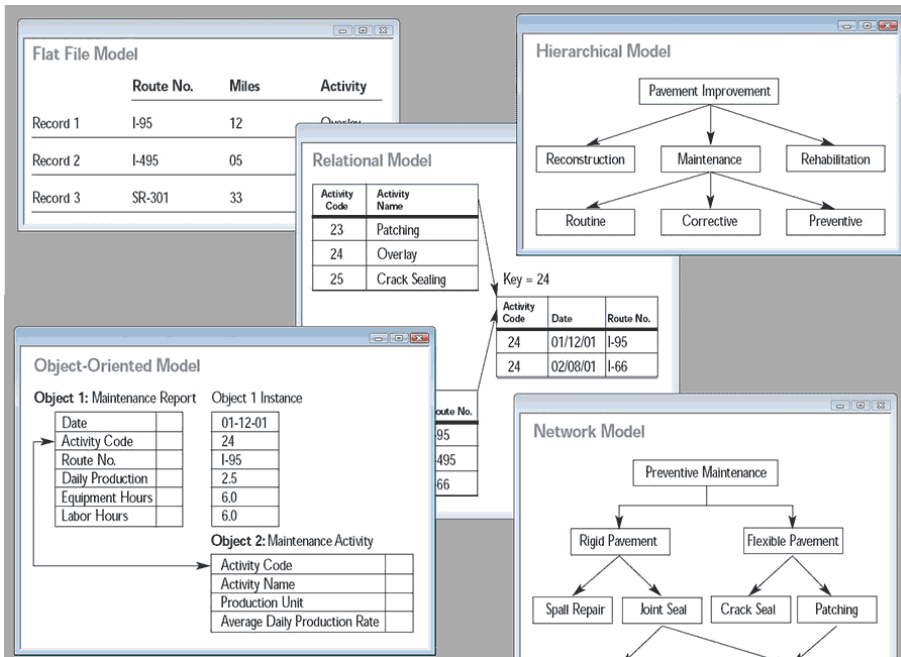 Flat File Model
Route No. Miles Activity
Record 1 I-95 12 Overlay
Record 2 I-495 05
Record 3 SR-301 33
Hierarchical Model
Pavement Improvement
Reconstruction Maintenance Rehabilitation
Routine Corrective Preventive
Relational Model
Activity Code Activity Name
23 Patching
24 Overlay
25 Crack Sealing
Key = 24
Activity Code Date Route No.
24 01/12/01 I-95
24 02/08/01 I-66
oute No.
-95
-495
-66
Object-Oriented Model
Object 1: Maintenance Report Object 1 Instance
Date 01-12-01
Activity Code 24
Route No. I-95
Daily Production 2.5
Equipment Hours 6.0
Labor Hours 6.0
Object 2: Maintenance Activity
Activity Code
Activity Name
Production Unit
Average Daily Production Rate
Network Model
Preventive Maintenance
Rigid Pavement Flexible Pavement
Spall Repair Joint Seal Crack Seal Patching